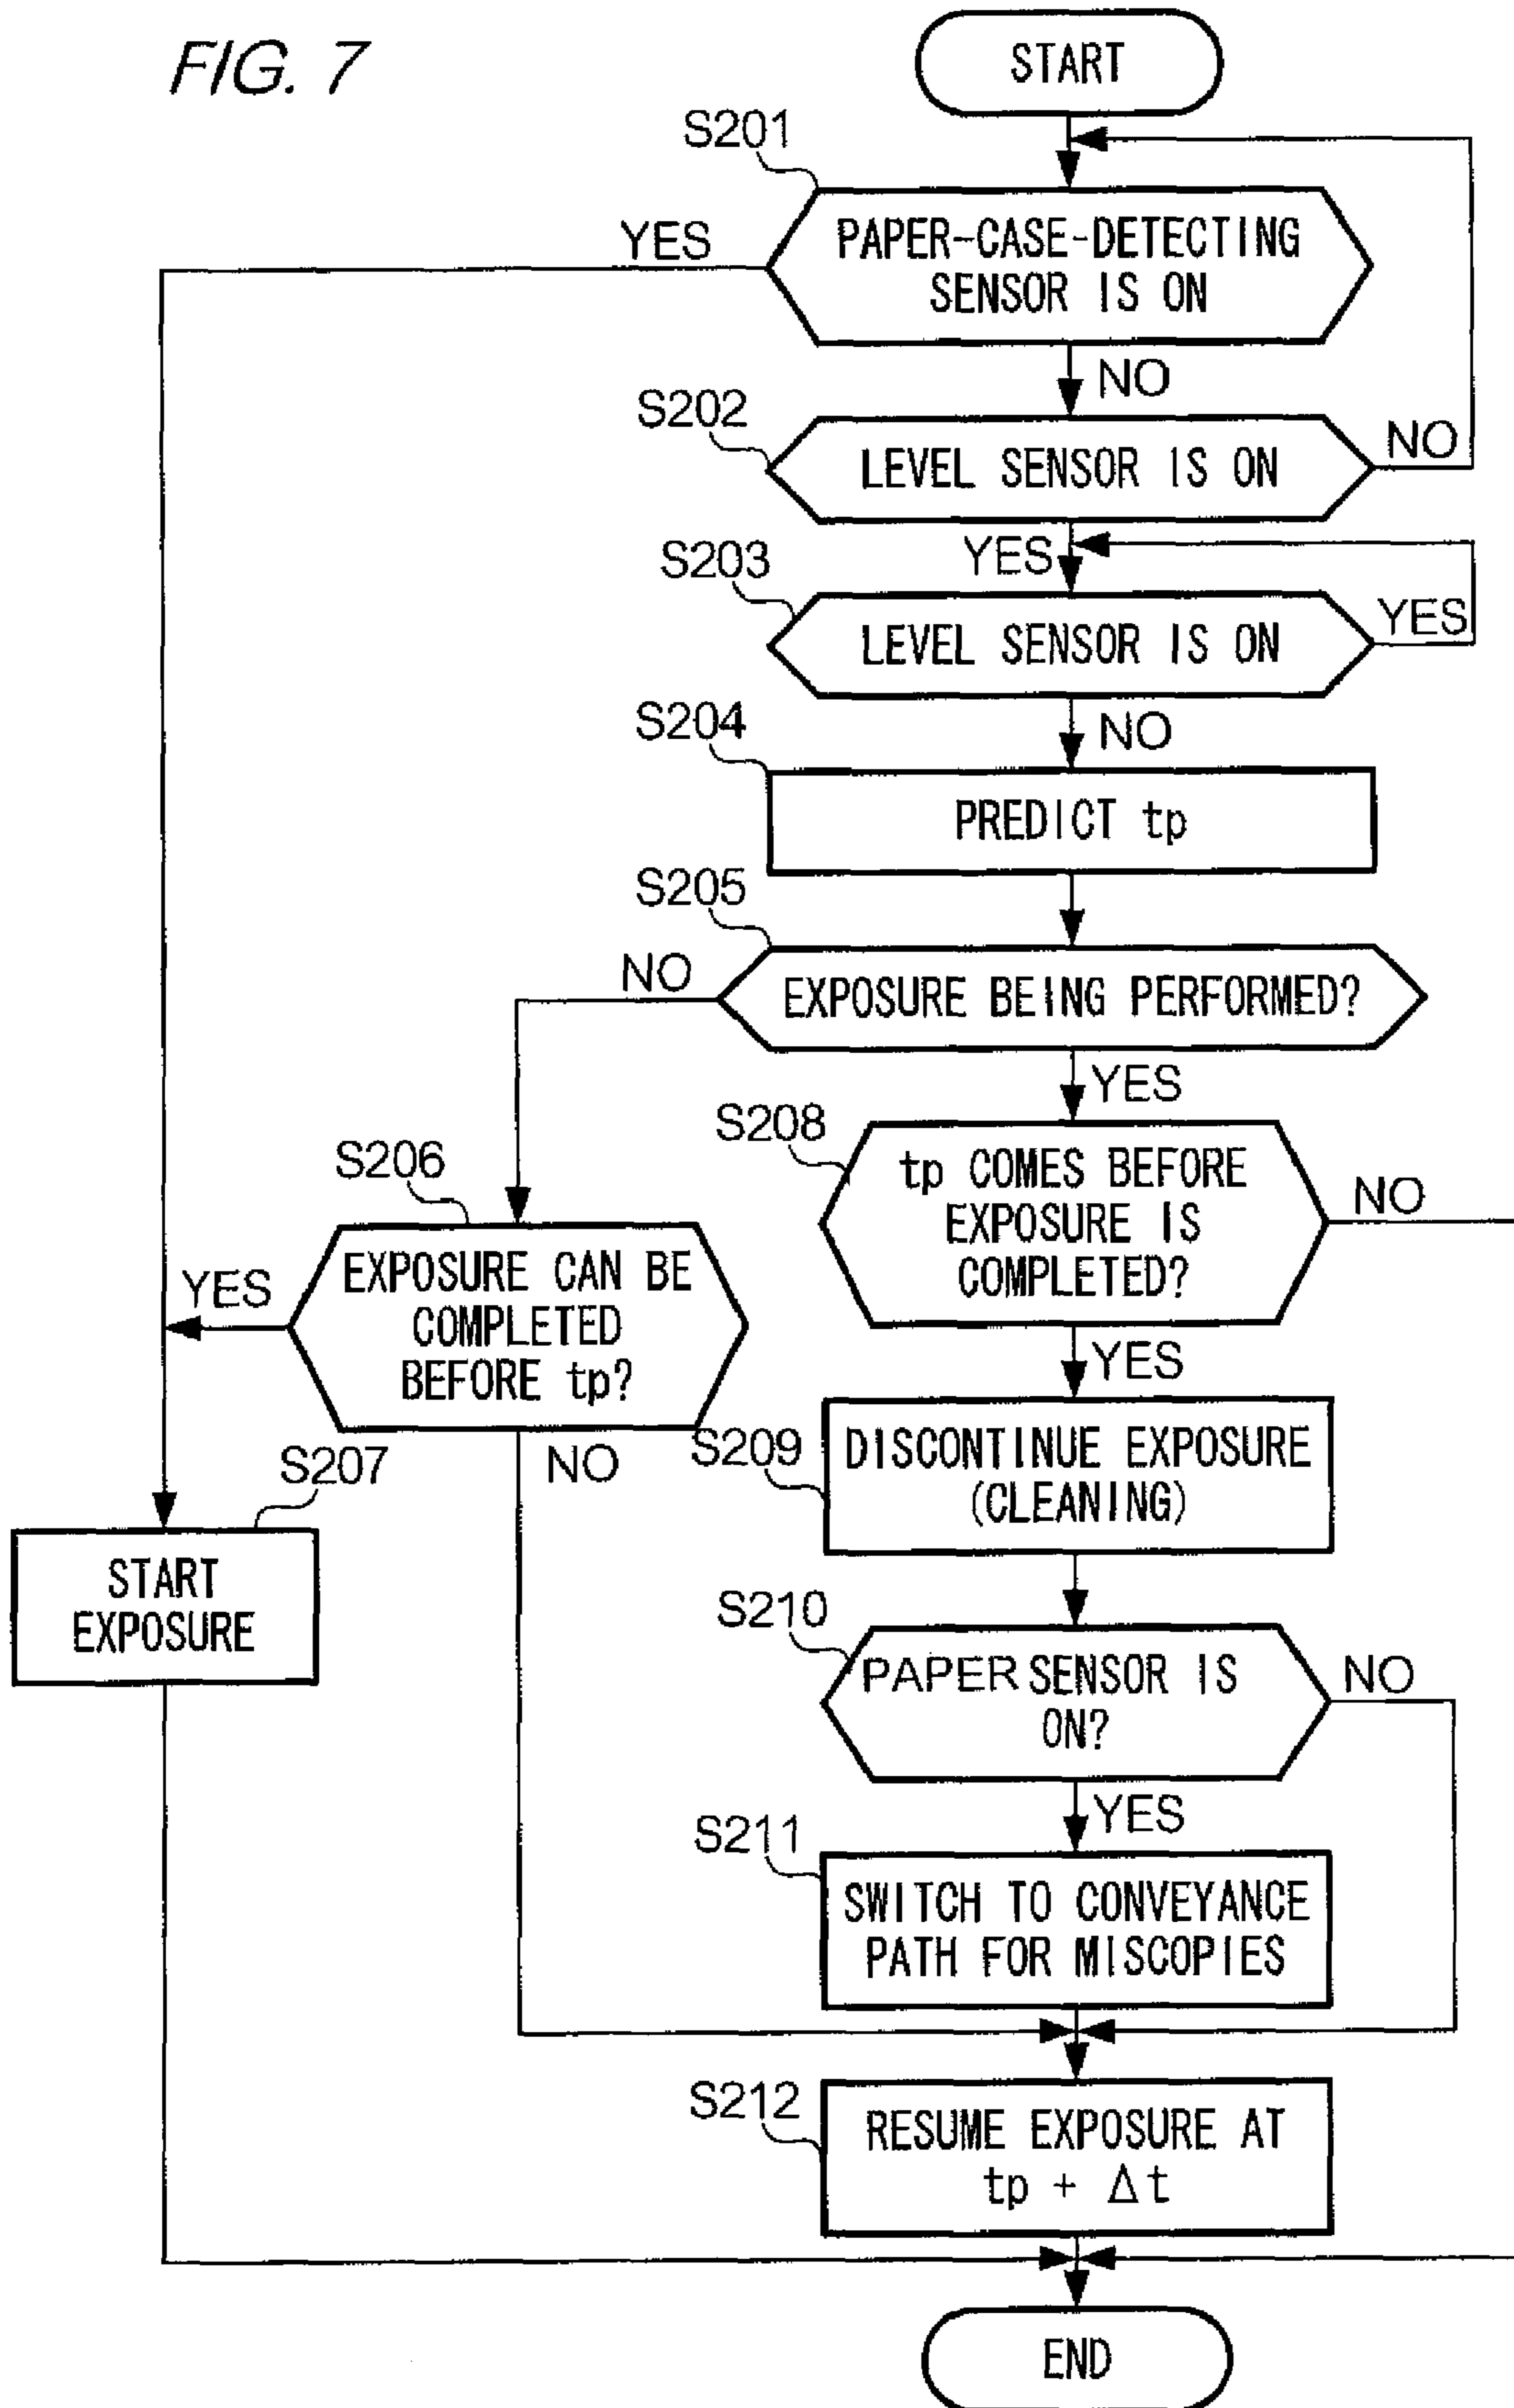 FIG. 7
START
S201
YES
PAPER-CASE-DETECTING
SENSOR IS ON
NO
S202
LEVEL SENSOR IS ON
NO
YES
S203
LEVEL SENSOR IS ON
YES
S204
NO
PREDICT tp
S205
NO
EXPOSURE BEING PERFORMED?
YES
S208
tp COMES BEFORE
EXPOSURE IS
COMPLETED?
NO
S206
YES
EXPOSURE CAN BE
COMPLETED
BEFORE tp?
YES
NO
S209
DISCONTINUE EXPOSURE
(CLEANING)
S207
START
EXPOSURE
S210
PAPER SENSOR IS
ON?
NO
YES
S211
SWITCH TO CONVEYANCE
PATH FOR MISCOPIES
S212
RESUME EXPOSURE AT
tp + Δt
END